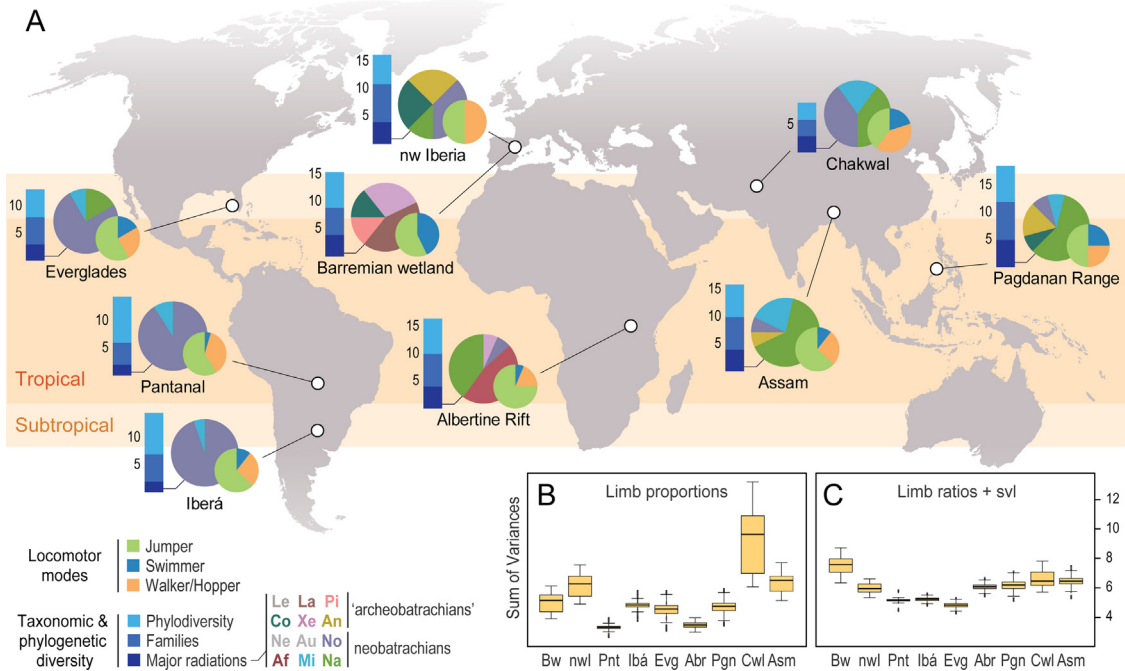 A
15
10
5
nw Iberia
5
Chakwal
10
5
Everglades
15
10
5
Barremian wetland
15
10
5
Pagdanan Range
10
5
Pantanal
15
10
5
Albertine Rift
15
10
5
Assam
Tropical
Subtropical
10
5
Iberá
Locomotor modes
Jumper
Swimmer
Walker/Hopper
Taxonomic & phylogenetic diversity
Phylodiversity
Families
Major radiations
Le La Pi
Co Xe An
'archeobatrachians'
Ne Au No
Af Mi Na
neobatrachians
B
Limb proportions
Sum of Variances
Bw nwI Pnt Ibá Evg Abr Pgn Cwl Asm
C
Limb ratios + svl
12
10
8
6
4
Bw nwI Pnt Ibá Evg Abr Pgn Cwl Asm